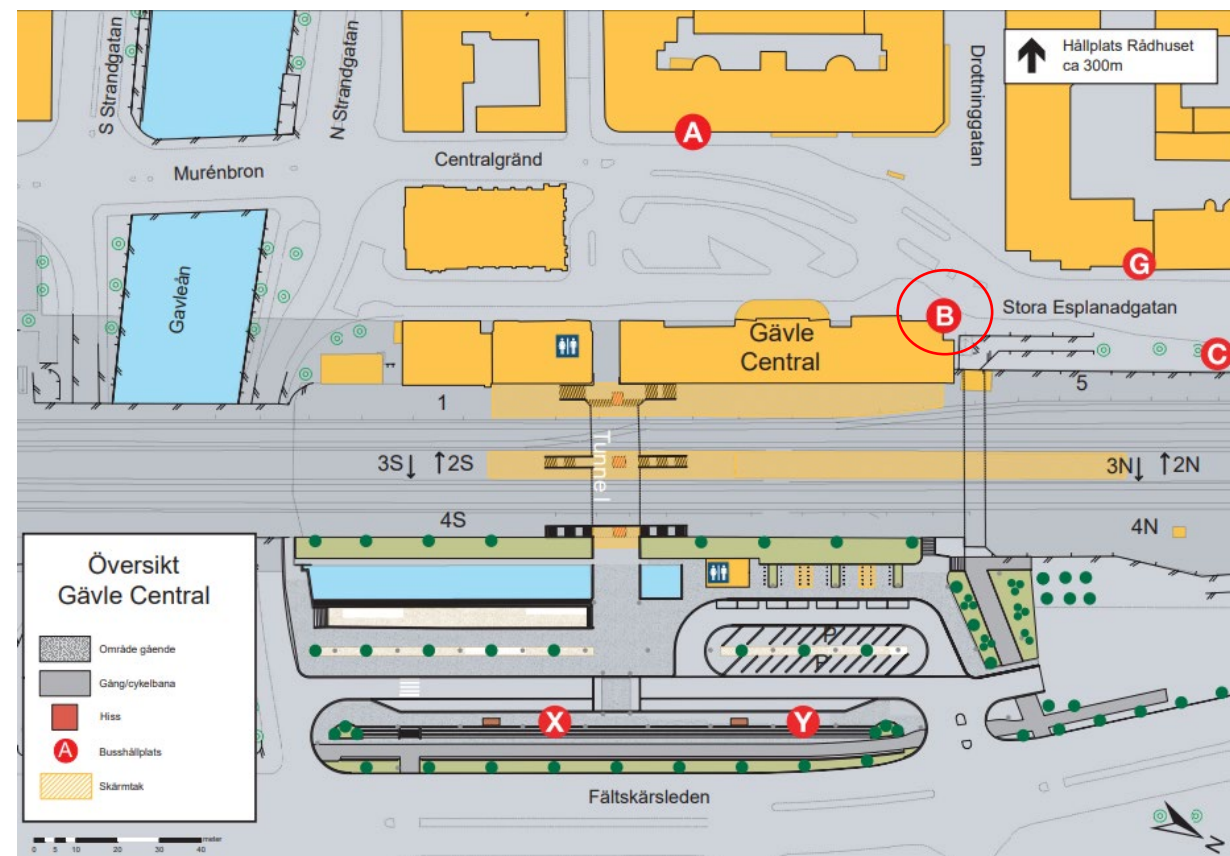 S Strandgatan
N Strandgatan
Drottninggatan
Hållplats Rådhuset
ca 300m
A
Centralgränd
Murénbron
G
Gavleån
Stora Esplanadgatan
B
Gävle
Central
C
1
5
Tunnel
3S 2S
3N 2N
4S
4N
Översikt
Gävle Central
Område gående
Gång/cykelbana
Hiss
A
Busshållplats
Skärmtak
P
P
X
Y
Fältskärsleden
meter
0 5 10 20 30 40
N